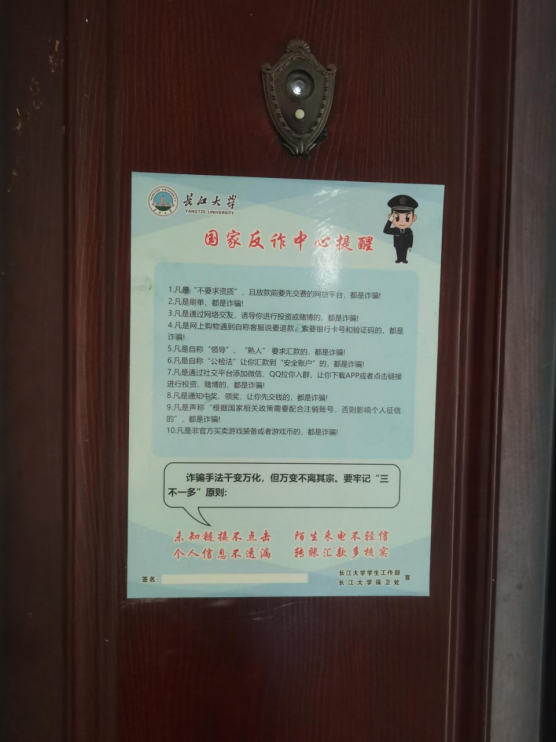 长江大学
YANGTZE UNIVERSITY
国家反诈中心提醒
1.凡是“不要求资质”，且放款前要先交费的网贷平台，都是诈骗!
2.凡是刷单，都是诈骗!
3.凡是通过网络交友，诱导你进行投资或赌博的，都是诈骗!
4.凡是网上购物遇到自称客服说要退款，索要银行卡号和验证码的，都是
诈骗!
5.凡是自称“领导”、“熟人”要求汇款的，都是诈骗!
6.凡是自称“公检法”让你汇款到“安全账户”的，都是诈骗!
7.凡是通过社交平台添加微信、QQ拉你入群，让你下载APP或者点击链接
进行投资、赌博的，都是诈骗!
8.凡是通知中奖、领奖，让你先交钱的，都是诈骗!
9.凡是声称“根据国家相关政策需要配合注销账号，否则影响个人征信
的”，都是诈骗!
10.凡是非官方买卖游戏装备或者游戏币的，都是诈骗!
诈骗手法千变万化，但万变不离其宗。要牢记“三
不一多”原则:
未知链接不点击 陌生来电不轻信
个人信息不透漏 转账汇款多核实
签名:
长江大学学生工作部
长江大学保卫处 宣